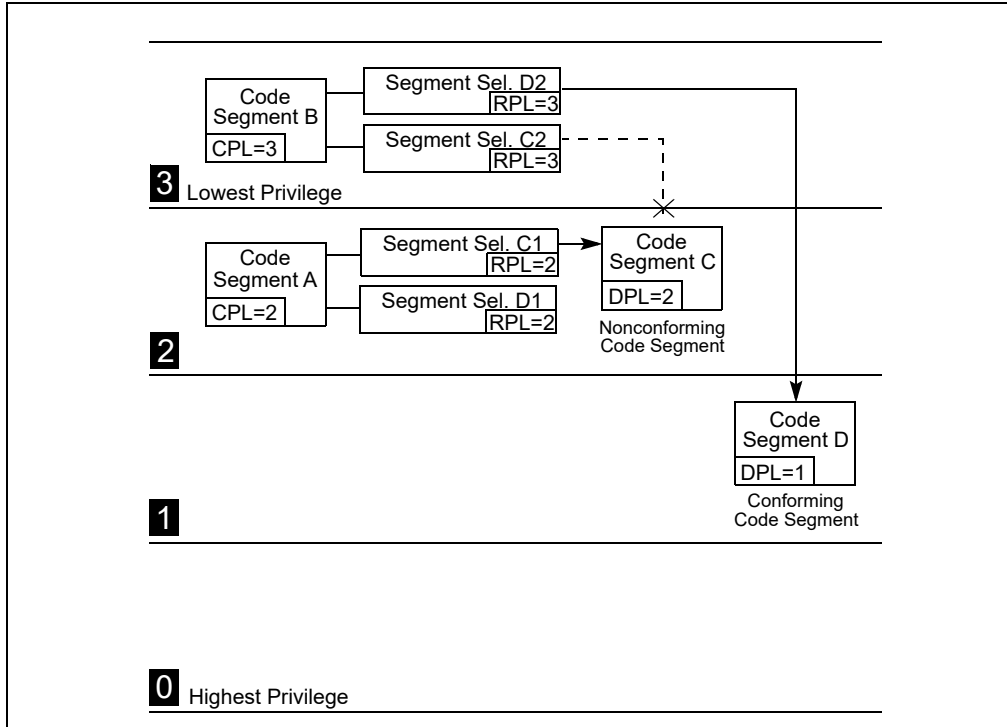 Code
Segment B
CPL=3
Segment Sel. D2
RPL=3
Segment Sel. C2
RPL=3
3 Lowest Privilege
Code
Segment A
CPL=2
Segment Sel. C1
RPL=2
Segment Sel. D1
RPL=2
Code
Segment C
DPL=2
Nonconforming
Code Segment
2
Code
Segment D
DPL=1
Conforming
Code Segment
1
0 Highest Privilege